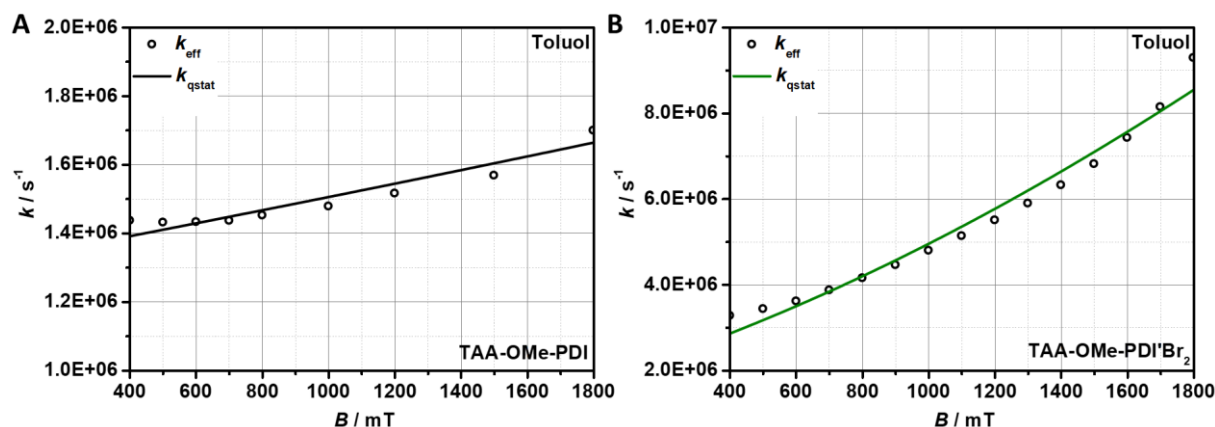 A
2.0E+06
1.8E+06
1.6E+06
1.4E+06
1.2E+06
1.0E+06
k / s⁻¹
k_eff
k_qstat
Toluol
TAA-OMe-PDI
400 600 800 1000 1200 1400 1600 1800
B / mT
B
1.0E+07
8.0E+06
6.0E+06
4.0E+06
2.0E+06
k / s⁻¹
k_eff
k_qstat
Toluol
TAA-OMe-PDI'Br₂
400 600 800 1000 1200 1400 1600 1800
B / mT